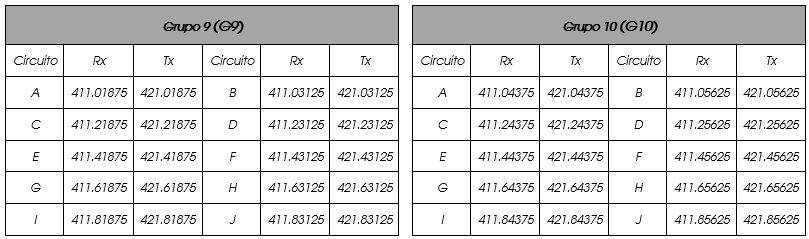 Grupo 9 (G9)
Circuito Rx Tx Circuito Rx Tx
A 411.01875 421.01875 B 411.03125 421.03125
C 411.21875 421.21875 D 411.23125 421.23125
E 411.41875 421.41875 F 411.43125 421.43125
G 411.61875 421.61875 H 411.63125 421.63125
I 411.81875 421.81875 J 411.83125 421.83125
Grupo 10 (G10)
Circuito Rx Tx Circuito Rx Tx
A 411.04375 421.04375 B 411.05625 421.05625
C 411.24375 421.24375 D 411.25625 421.25625
E 411.44375 421.44375 F 411.45625 421.45625
G 411.64375 421.64375 H 411.65625 421.65625
I 411.84375 421.84375 J 411.85625 421.85625